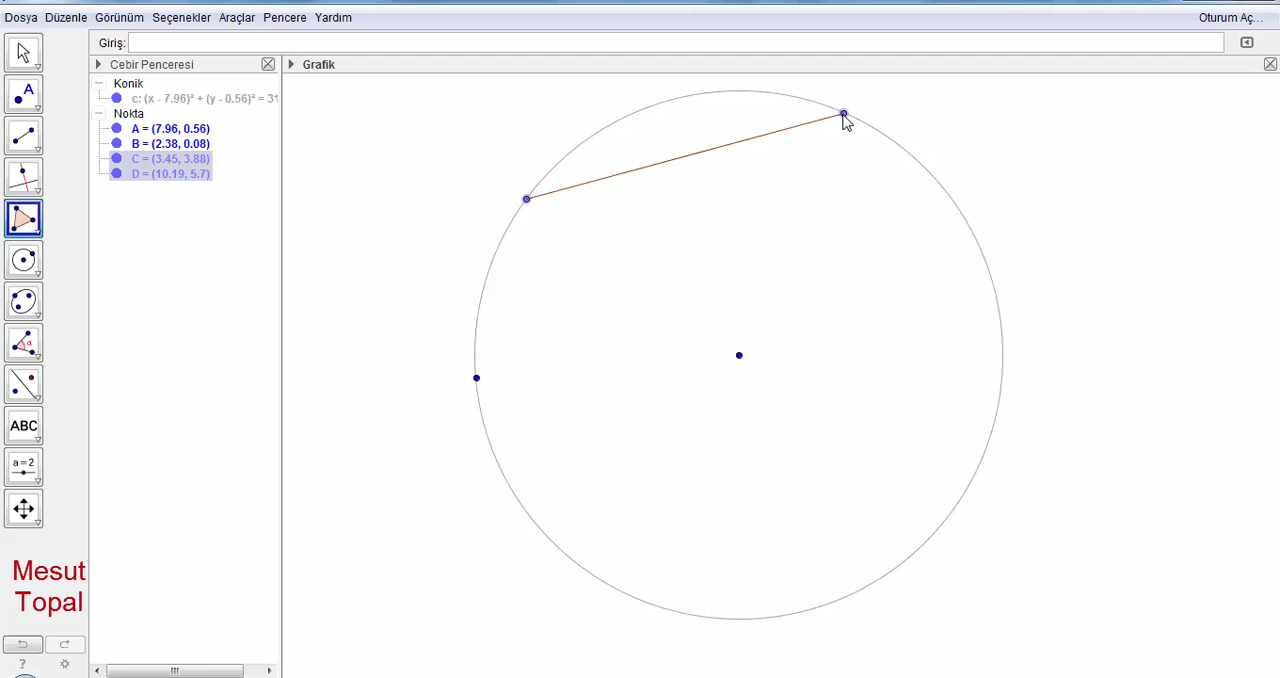 Dosya Düzenle Görünüm Seçenekler Araçlar Pencere Yardım Oturum Aç...
Giriş:
Cebir Penceresi
Grafik
Konik
c: (x - 7.96)² + (y - 0.56)² = 31
Nokta
A = (7.96, 0.56)
B = (2.38, 0.08)
C = (3.45, 3.88)
D = (10.19, 5.7)
A
α
ABC
a=2
Mesut
Topal
?